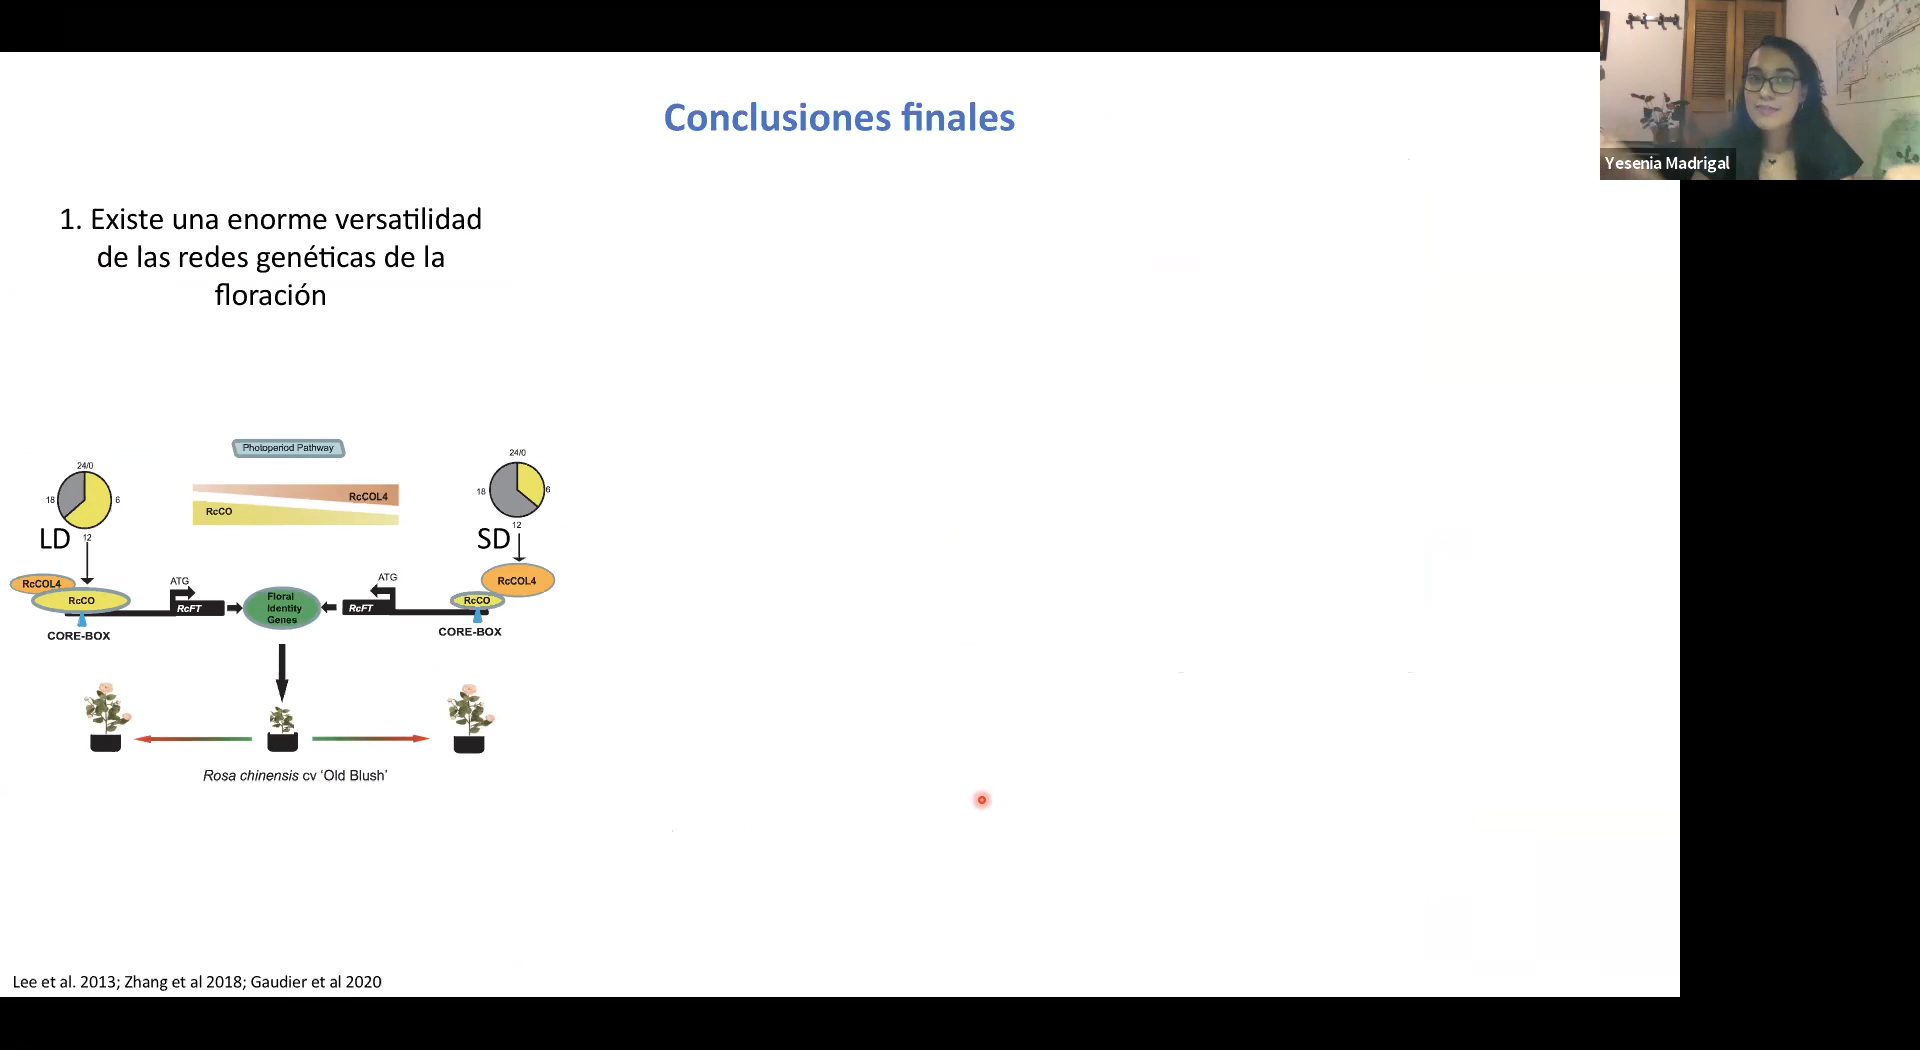 Conclusiones finales
Yesenia Madrigal
1. Existe una enorme versatilidad
de las redes genéticas de la
floración
Photoperiod Pathway
24/0
18
6
12
LD
RcCOL4
RcCO
24/0
18
6
12
SD
RcCOL4
RcCO
CORE-BOX
ATG
RcFT
Floral
Identity
Genes
ATG
RcFT
RcCOL4
RcCO
CORE-BOX
Rosa chinensis cv 'Old Blush'
Lee et al. 2013; Zhang et al 2018; Gaudier et al 2020